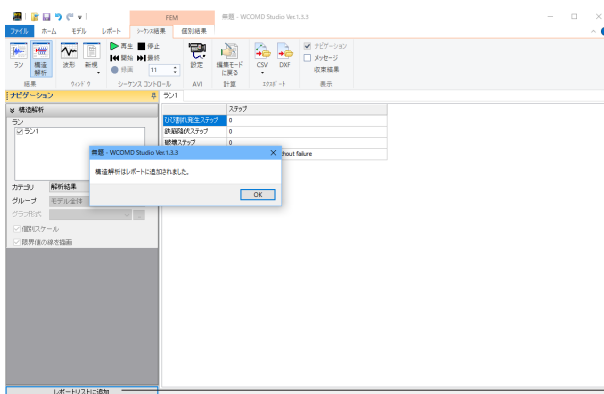 FEM
無題 - WCOMD Studio Ver.1.3.3
ファイル ホーム モデル レポート シーケンス結果 個別結果
ラン 構造解析 波形 新規 再生 停止 開始 最終 録画 11 設定 編集モードに戻る CSV DXF ナビゲーション メッセージ 収束結果
結果 ウィンドウ シーケンス コントロール AVI 計算 エクスポート 表示
ナビゲーション
ラン1
構造解析
ラン
ラン1
ステップ
ひび割れ発生ステップ 0
鉄筋降伏ステップ 0
破壊ステップ 0
hout failure
無題 - WCOMD Studio Ver.1.3.3
構造解析はレポートに追加されました。
OK
カテゴリ 解析結果
グループ モデル全体
グラフ形式
個別スケール
限界値の線を描画
レポートリストに追加